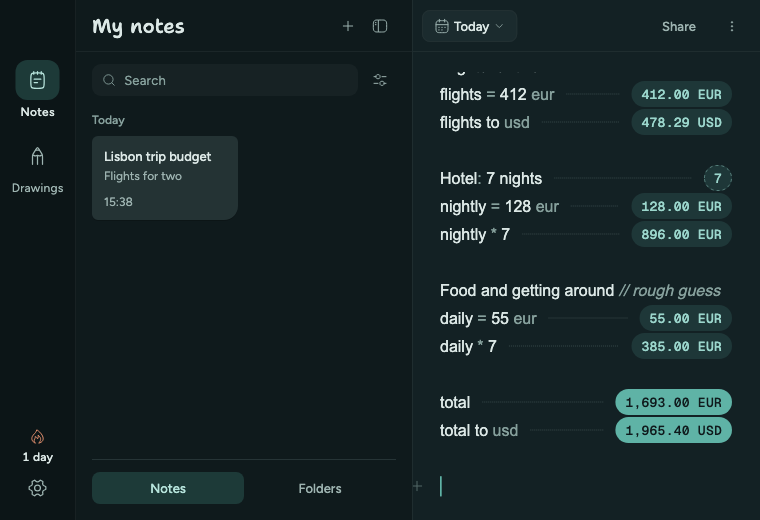 My notes
Search
Today
Lisbon trip budget
Flights for two
15:38
Notes
Drawings
1 day
Notes
Folders
Today
Share
flights = 412 eur
412.00 EUR
flights to usd
478.29 USD
Hotel: 7 nights
7
nightly = 128 eur
128.00 EUR
nightly * 7
896.00 EUR
Food and getting around // rough guess
daily = 55 eur
55.00 EUR
daily * 7
385.00 EUR
total
1,693.00 EUR
total to usd
1,965.40 USD